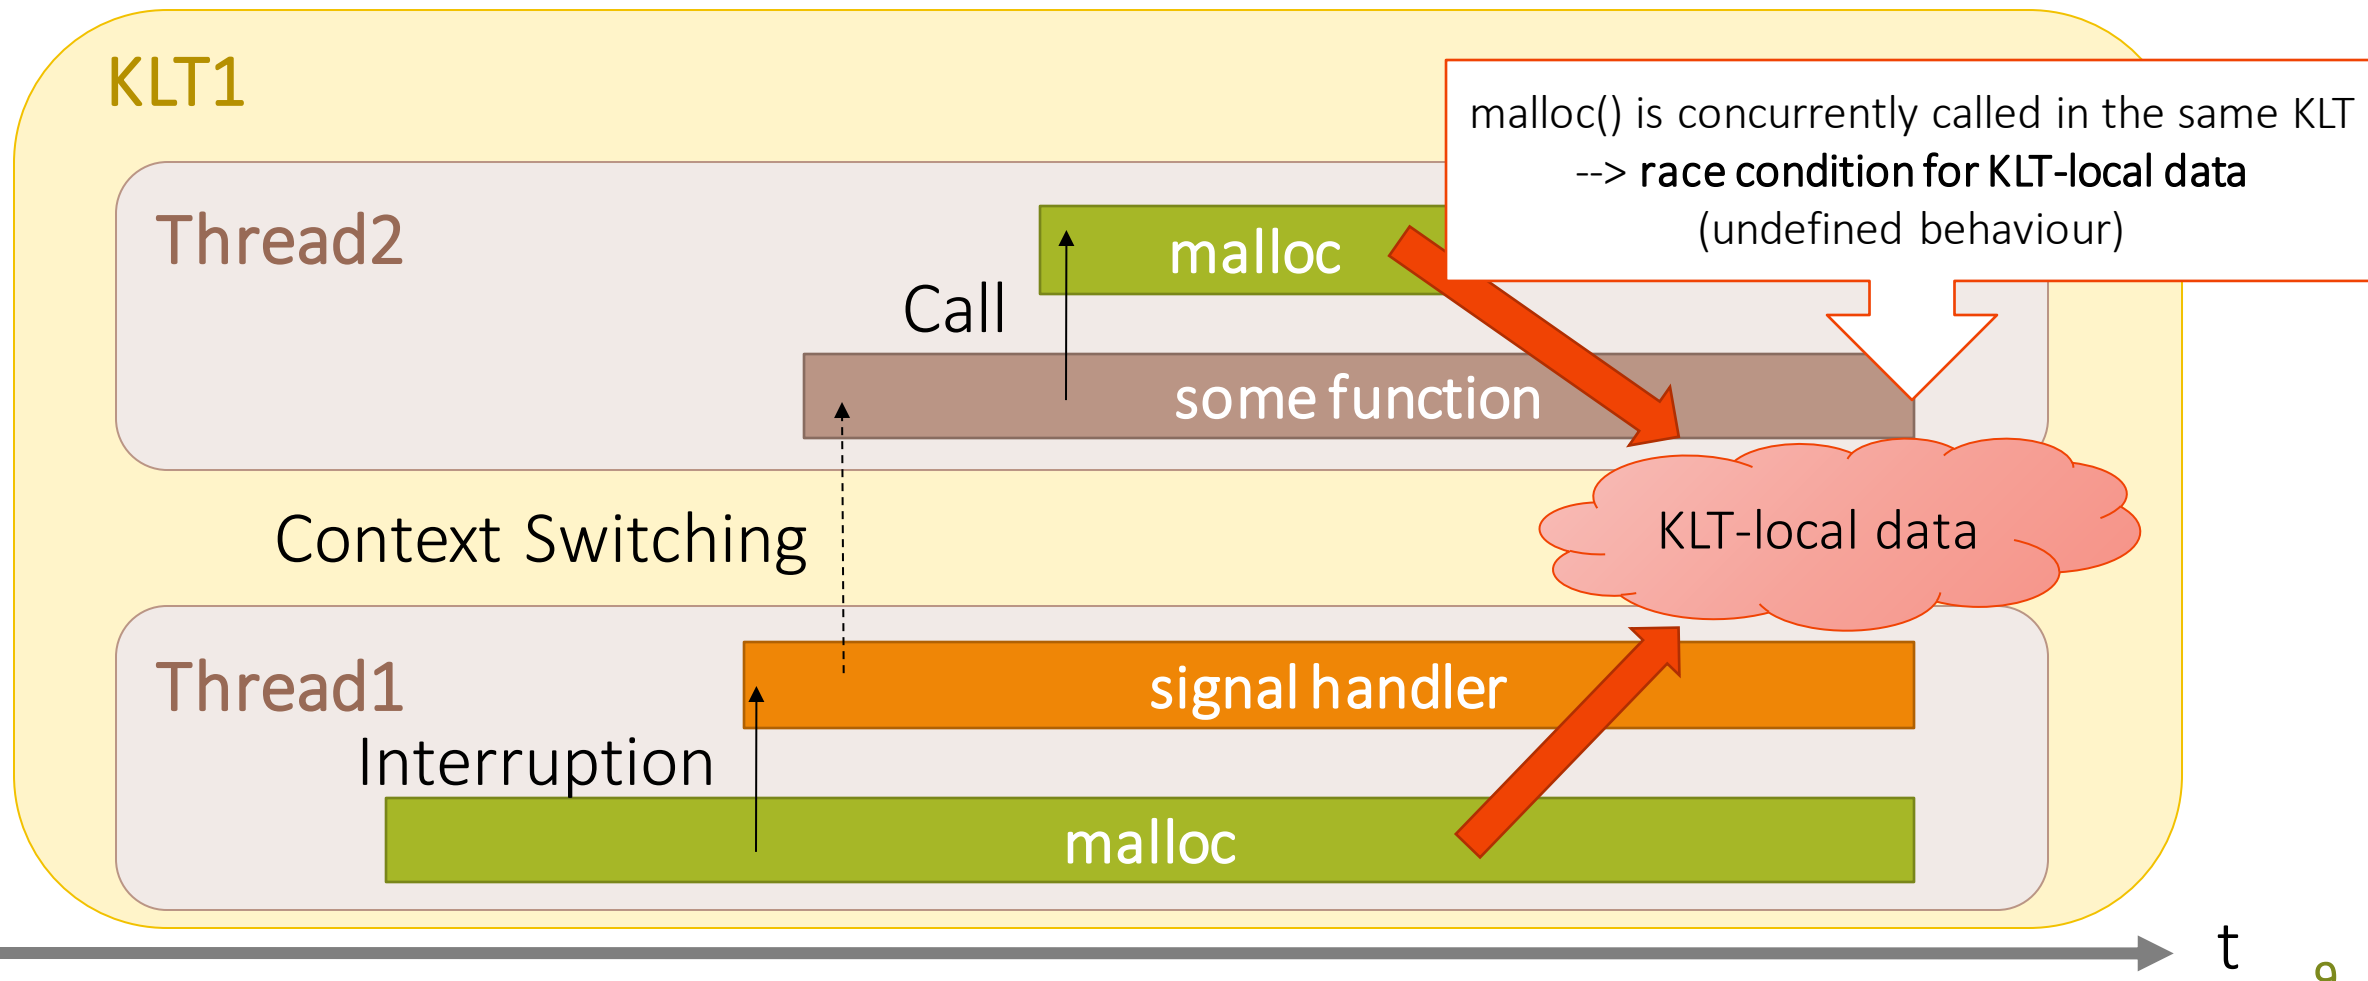 KLT1
malloc() is concurrently called in the same KLT
--> race condition for KLT-local data
(undefined behaviour)
Thread2
malloc
Call
some function
Context Switching
KLT-local data
Thread1
signal handler
Interruption
malloc
t
9